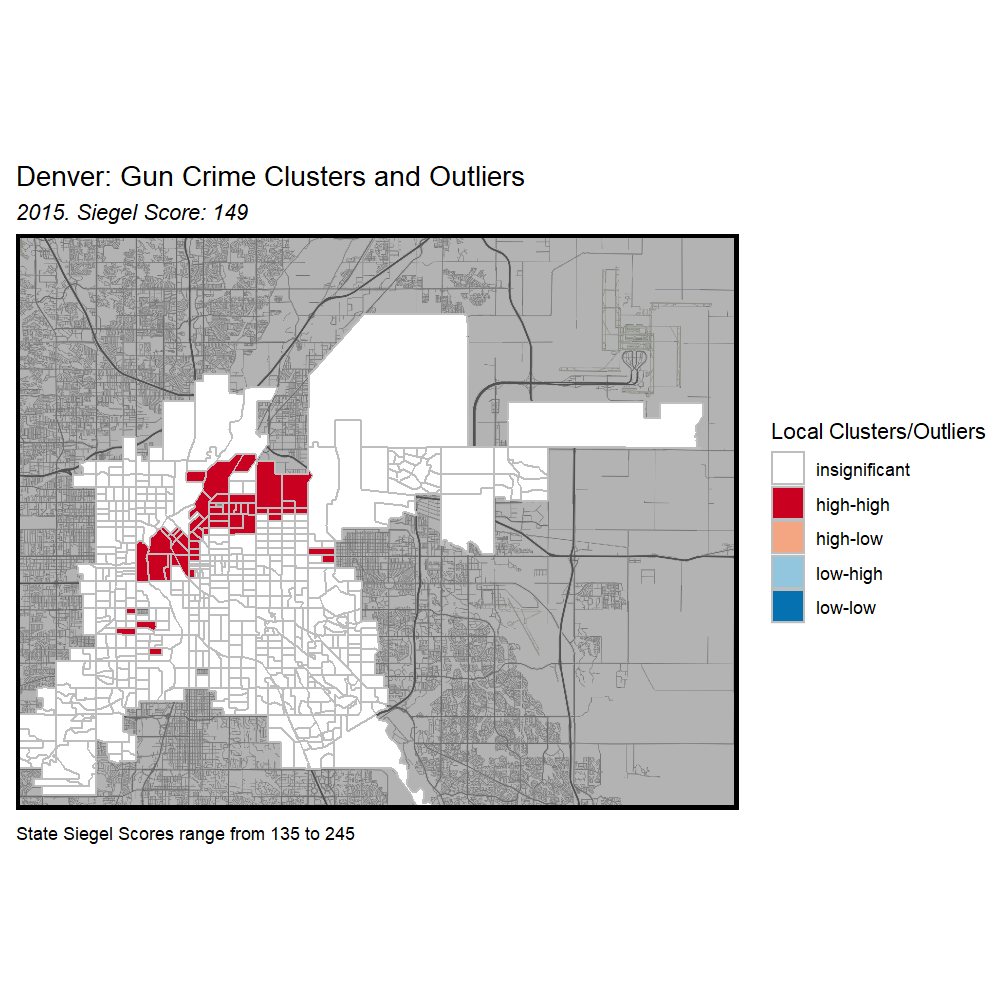 Denver: Gun Crime Clusters and Outliers
2015. Siegel Score: 149
Local Clusters/Outliers
insignificant
high-high
high-low
low-high
low-low
State Siegel Scores range from 135 to 245